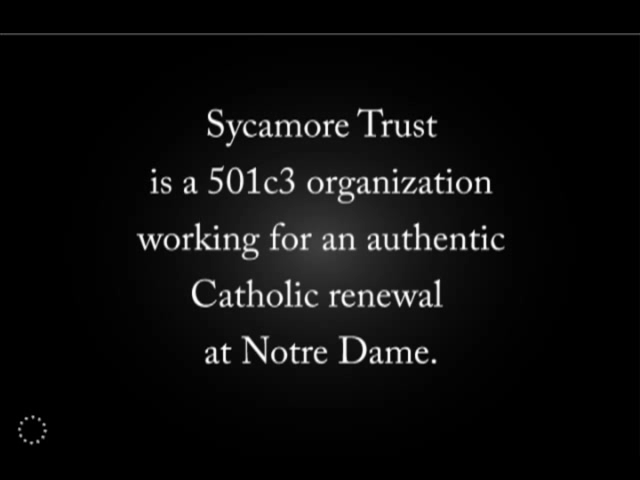 Sycamore Trust
is a 501c3 organization
working for an authentic
Catholic renewal
at Notre Dame.